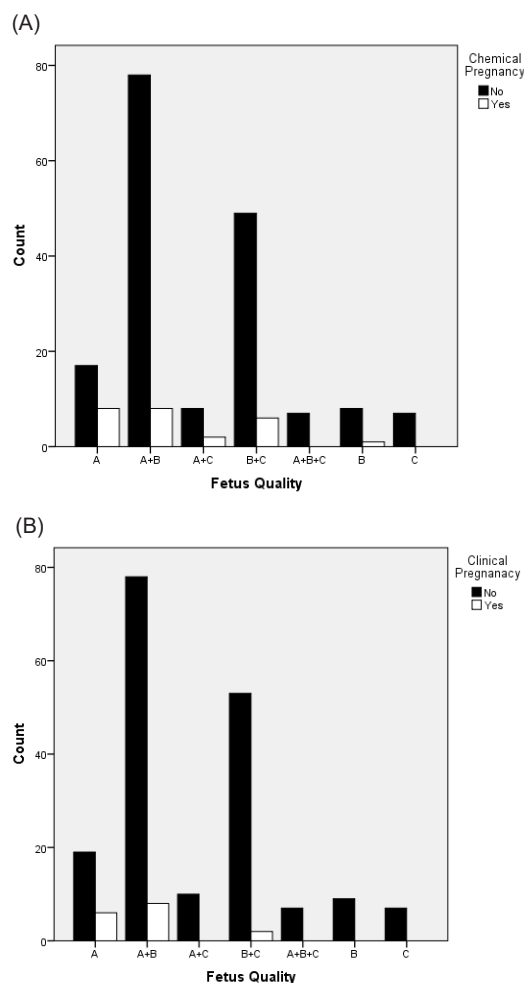 (A)
Chemical
Pregnancy
No
Yes
80
60
40
20
0
Count
A A+B A+C B+C A+B+C B C
Fetus Quality
(B)
Clinical
Pregnanacy
No
Yes
80
60
40
20
0
Count
A A+B A+C B+C A+B+C B C
Fetus Quality